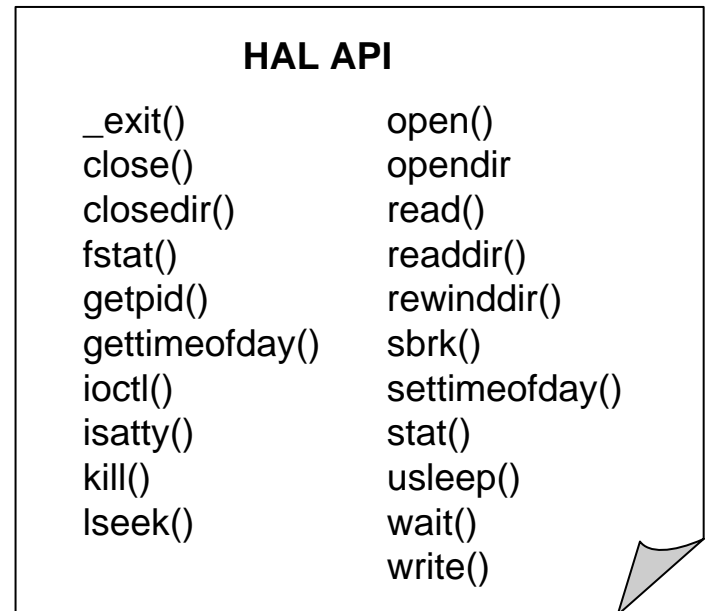 HAL API
_exit()
close()
closedir()
fstat()
getpid()
gettimeofday()
ioctl()
isatty()
kill()
lseek()
open()
opendir
read()
readdir()
rewinddir()
sbrk()
settimeofday()
stat()
usleep()
wait()
write()